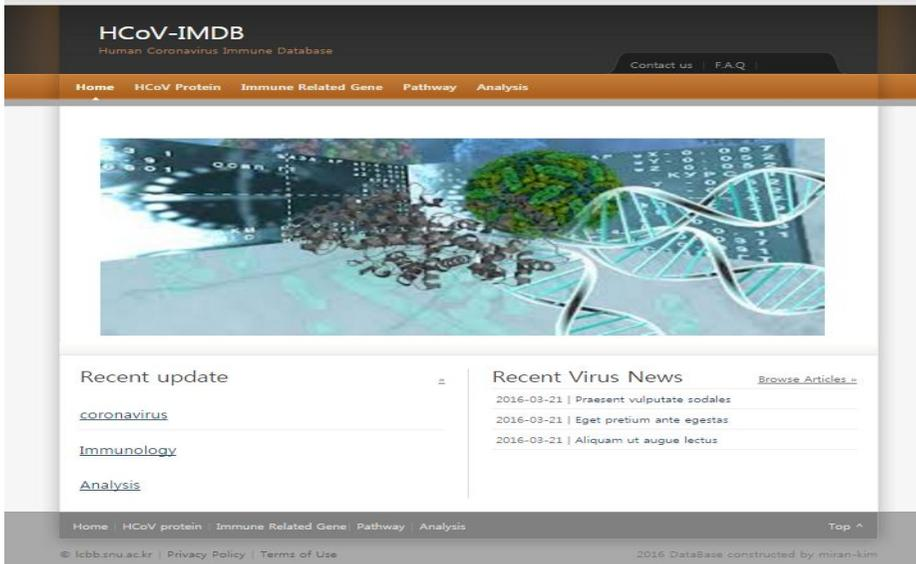 HCoV-IMDB
Human Coronavirus Immune Database
Contact us | F.A.Q |
Home HCoV Protein Immune Related Gene Pathway Analysis
Recent update »
coronavirus
Immunology
Analysis
Recent Virus News Browse Articles »
2016-03-21 | Praesent vulputate sodales
2016-03-21 | Eget pretium ante egestas
2016-03-21 | Aliquam ut augue lectus
Home | HCoV protein | Immune Related Gene | Pathway | Analysis Top ^
© lcbb.snu.ac.kr | Privacy Policy | Terms of Use 2016 DataBase constructed by miran-kim